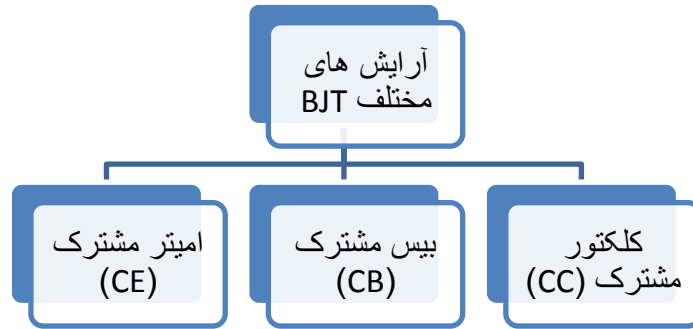 آرایش های
مختلف BJT
کلکتور
مشترک (CC)
بیس مشترک
(CB)
امیتر مشترک
(CE)